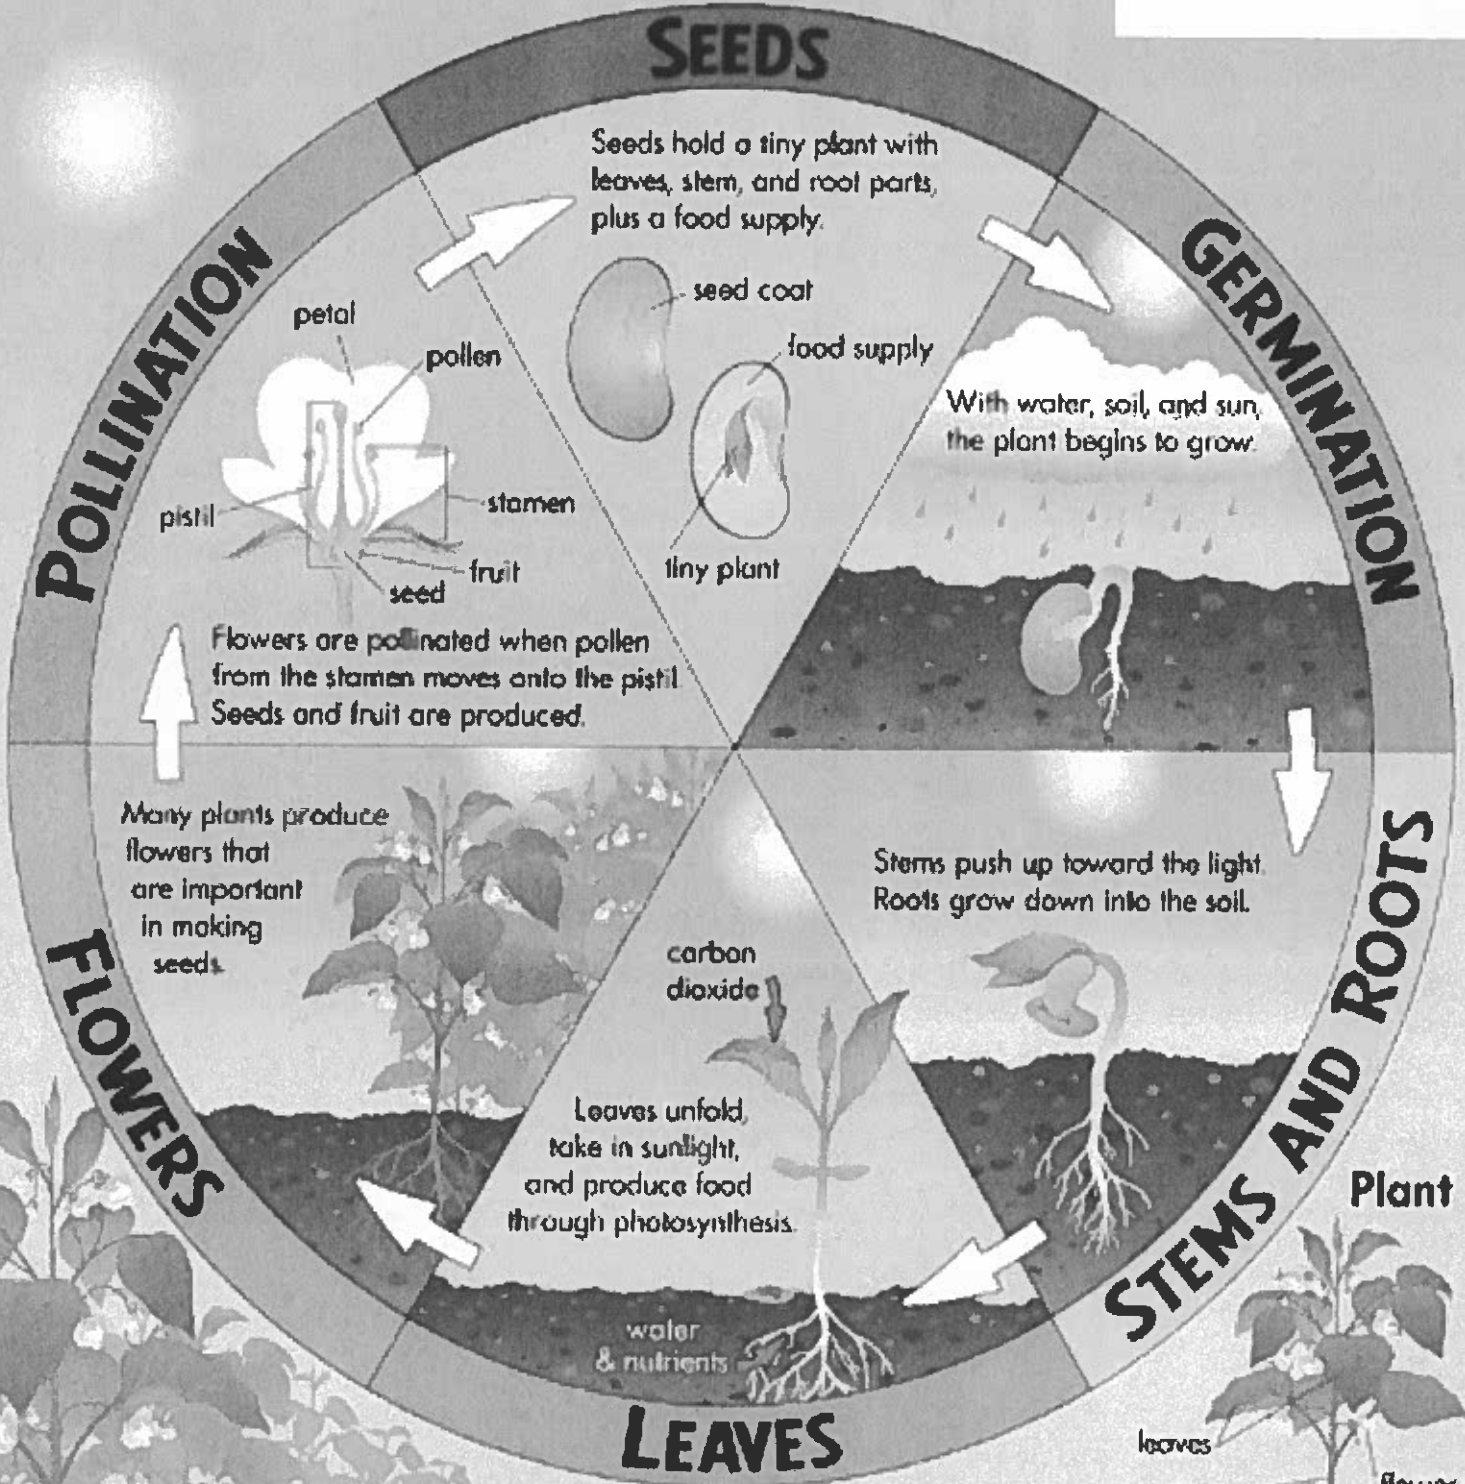 SEEDS
Seeds hold a tiny plant with
leaves, stem, and root parts,
plus a food supply.
seed coat
food supply
tiny plant
GERMINATION
With water, soil, and sun,
the plant begins to grow.
STEMS AND ROOTS
Stems push up toward the light.
Roots grow down into the soil.
LEAVES
carbon
dioxide
Leaves unfold,
take in sunlight,
and produce food
through photosynthesis.
water
& nutrients
FLOWERS
Many plants produce
flowers that
are important
in making
seeds.
POLLINATION
petal
pollen
pistil
stamen
fruit
seed
Flowers are pollinated when pollen
from the stamen moves onto the pistil.
Seeds and fruit are produced.
Plant
leaves
flower